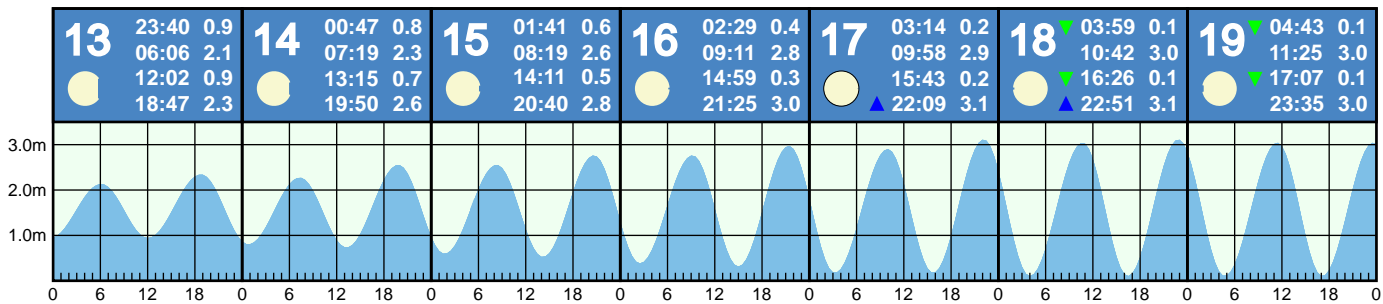 13
23:40 0.9
06:06 2.1
12:02 0.9
18:47 2.3
14
00:47 0.8
07:19 2.3
13:15 0.7
19:50 2.6
15
01:41 0.6
08:19 2.6
14:11 0.5
20:40 2.8
16
02:29 0.4
09:11 2.8
14:59 0.3
21:25 3.0
17
03:14 0.2
09:58 2.9
15:43 0.2
▲ 22:09 3.1
18
▼ 03:59 0.1
10:42 3.0
▼ 16:26 0.1
▲ 22:51 3.1
19
▼ 04:43 0.1
11:25 3.0
▼ 17:07 0.1
23:35 3.0
3.0m
2.0m
1.0m
0 6 12 18 0 6 12 18 0 6 12 18 0 6 12 18 0 6 12 18 0 6 12 18 0 6 12 18 0